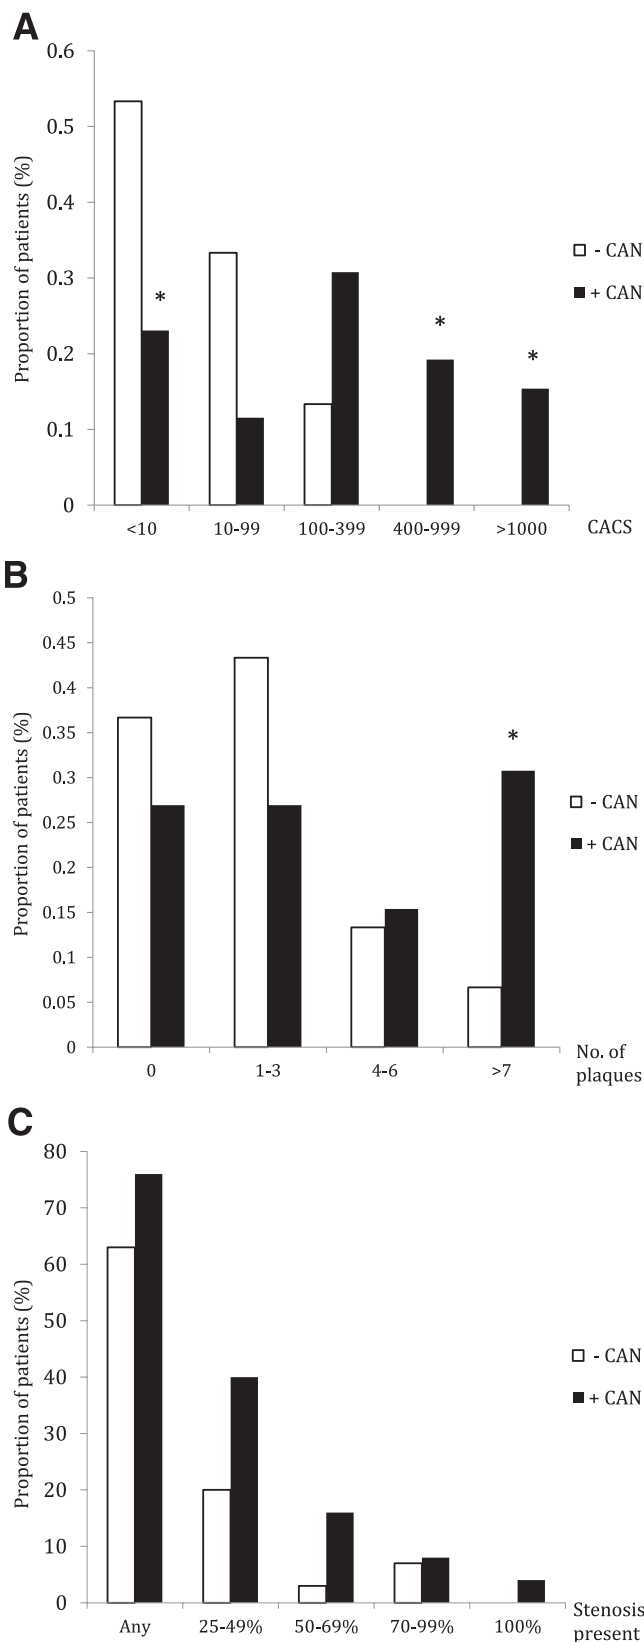 A
0.6
0.5
0.4
0.3
0.2
0.1
0
Proportion of patients (%)
*
*
*
- CAN
+ CAN
<10 10-99 100-399 400-999 >1000 CACS
B
0.5
0.45
0.4
0.35
0.3
0.25
0.2
0.15
0.1
0.05
0
Proportion of patients (%)
*
- CAN
+ CAN
0 1-3 4-6 >7 No. of
plaques
C
80
70
60
50
40
30
20
10
0
Proportion of patients (%)
- CAN
+ CAN
Any 25-49% 50-69% 70-99% 100% Stenosis
present